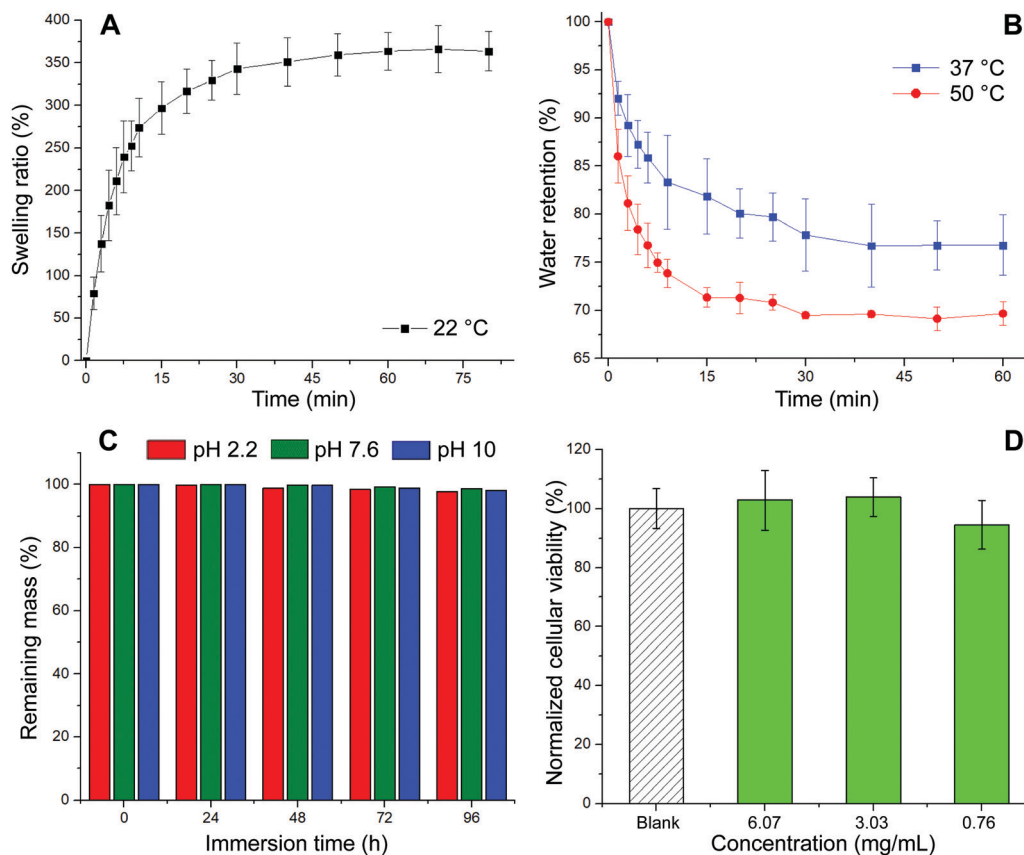 A
Swelling ratio (%)
400
350
300
250
200
150
100
50
0
22 °C
0 15 30 45 60 75
Time (min)
B
Water retention (%)
100
95
90
85
80
75
70
65
37 °C
50 °C
0 15 30 45 60
Time (min)
C
pH 2.2 pH 7.6 pH 10
Remaining mass (%)
100
80
60
40
20
0
0 24 48 72 96
Immersion time (h)
D
Normalized cellular viability (%)
120
100
80
60
40
20
0
Blank 6.07 3.03 0.76
Concentration (mg/mL)